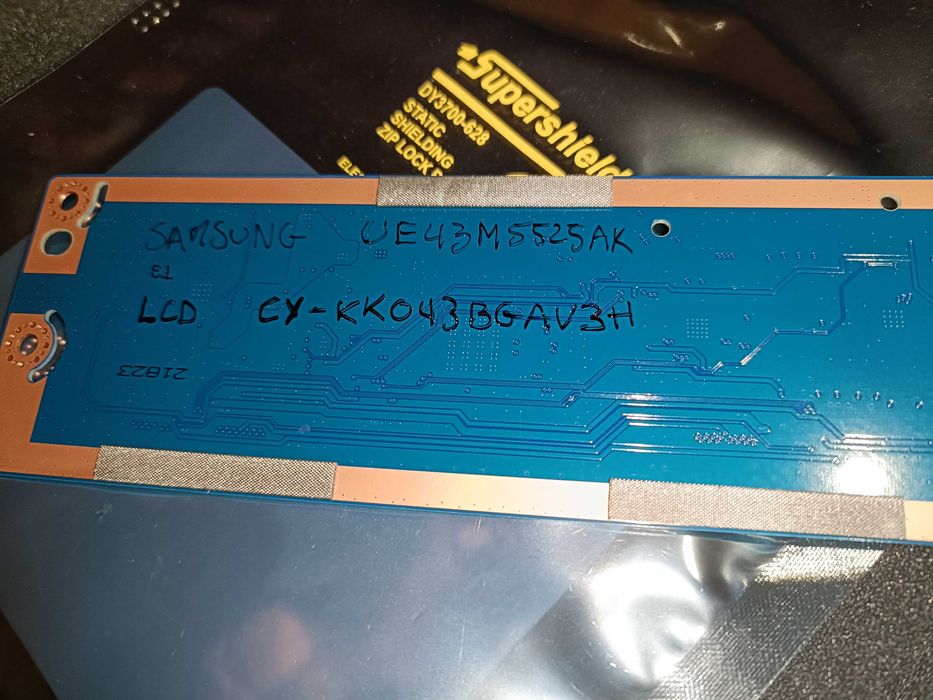 Supershield
DY3700-628
STATIC
SHIELDING
ZIP LOCK
SAMSUNG UE43M5525AK
E1
LCD CY-KK043BGAV3H
21823